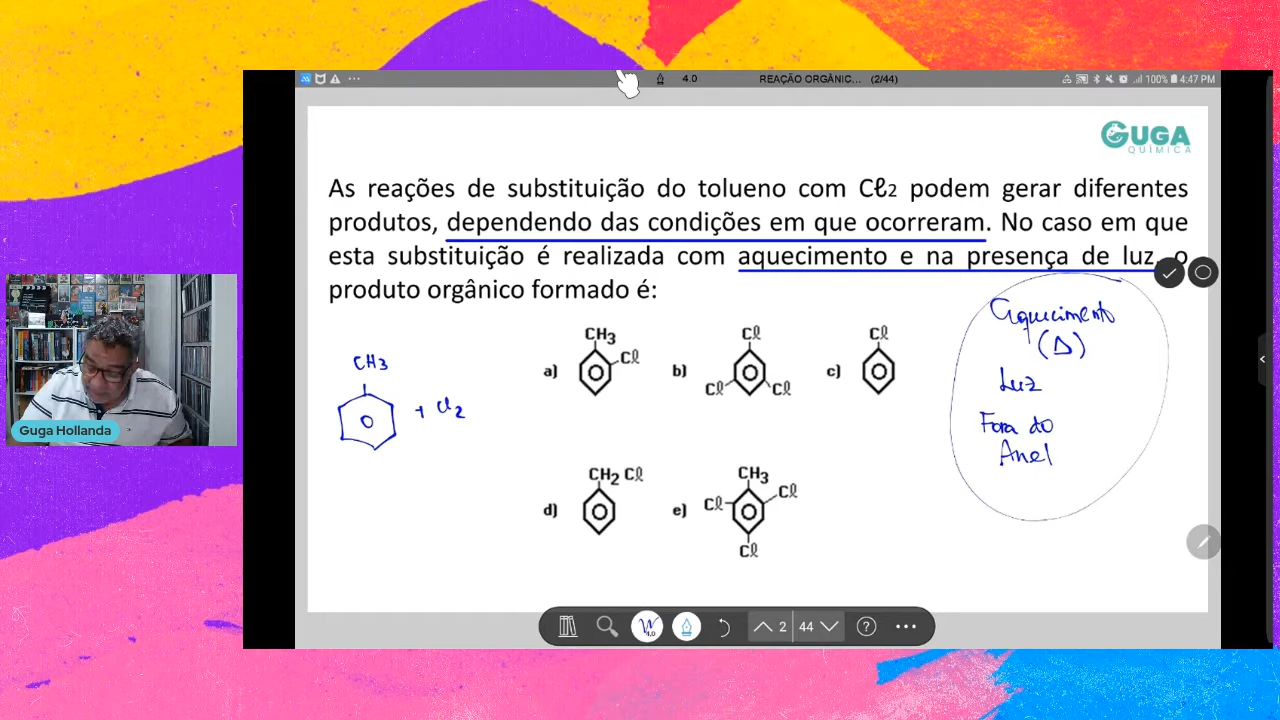 4.0 REAÇÃO ORGÂNIC... (2/44) 100% 4:47 PM
GUGA
QUÍMICA
As reações de substituição do tolueno com Cℓ2 podem gerar diferentes
produtos, dependendo das condições em que ocorreram. No caso em que
esta substituição é realizada com aquecimento e na presença de luz, o
produto orgânico formado é:
CH3 + Cl2
a) CH3 Cℓ
b) Cℓ Cℓ Cℓ
c) Cℓ
Aquecimento
(Δ)
Luz
Fora do
Anel
Guga Hollanda
d) CH2 Cℓ
e) CH3 Cℓ Cℓ Cℓ
W 4.0 2 44 ? ...